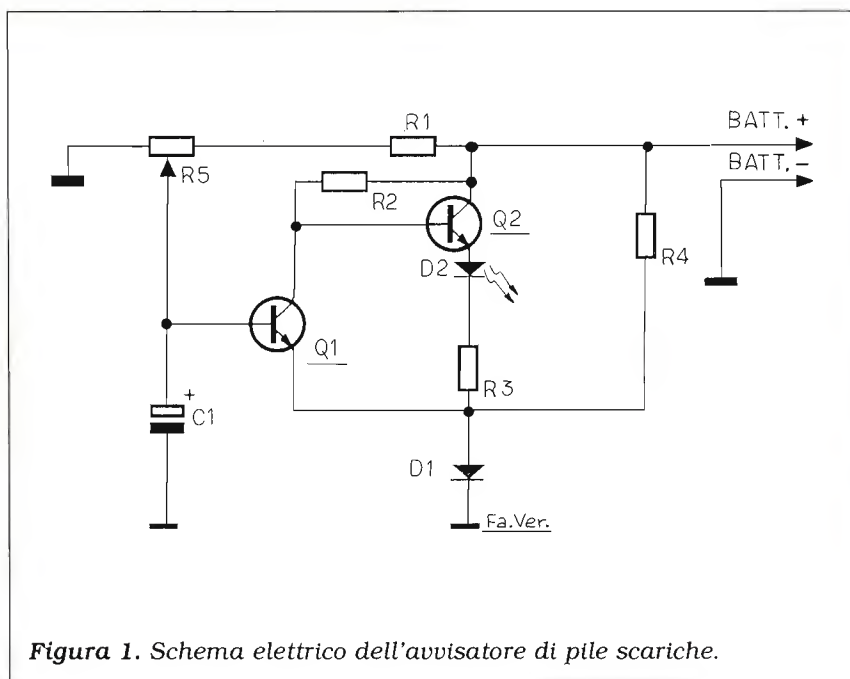 R1
BATT. +
BATT. -
R5
R2
Q2
D2
R4
Q1
R3
+
C1
D1
Fa.Ver.
Figura 1. Schema elettrico dell'avvisatore di pile scariche.